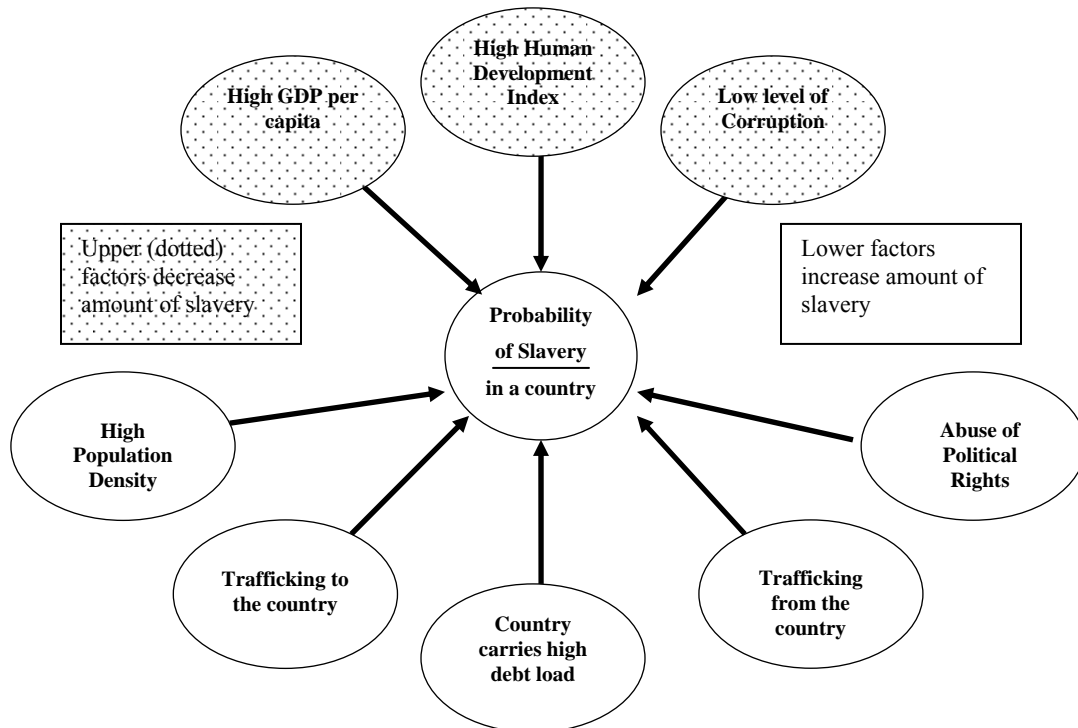 High GDP per
capita
High Human
Development
Index
Low level of
Corruption
Upper (dotted)
factors decrease
amount of slavery
Lower factors
increase amount of
slavery
Probability
of Slavery
in a country
High
Population
Density
Abuse of
Political
Rights
Trafficking to
the country
Country
carries high
debt load
Trafficking
from the
country